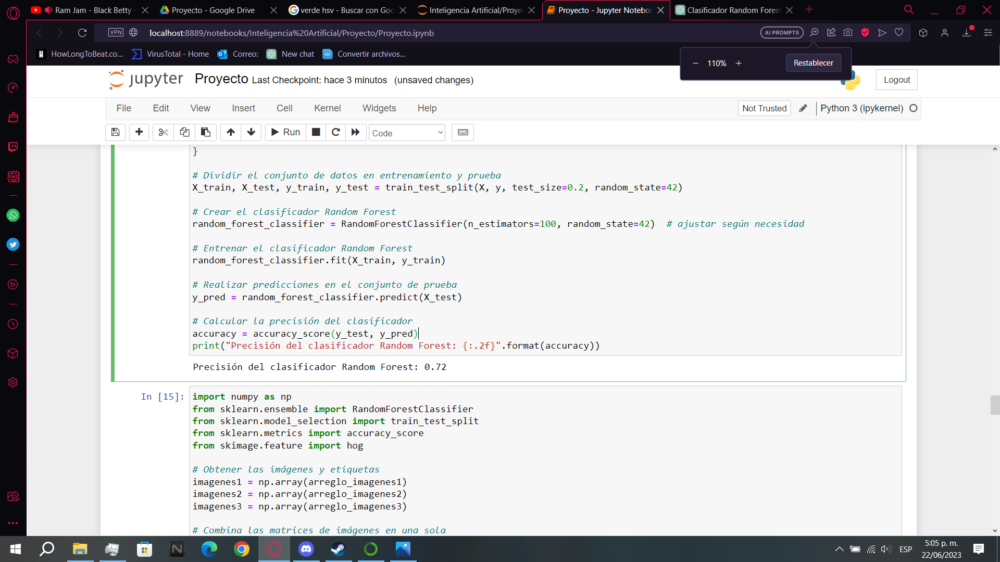 Ram Jam - Black Betty -
Proyecto - Google Drive
verde hsv - Buscar con Goo
Inteligencia Artificial/Proye
Proyecto - Jupyter Notebo
Clasificador Random Forest
VPN
localhost:8889/notebooks/Inteligencia%20Artificial/Proyecto/Proyecto.ipynb
AI PROMPTS
HowLongToBeat.co...
VirusTotal - Home
Correo:
New chat
Convertir archivos...
110%
Restablecer
jupyter
Proyecto Last Checkpoint: hace 3 minutos (unsaved changes)
Logout
File Edit View Insert Cell Kernel Widgets Help
Not Trusted
Python 3 (ipykernel)
Run
Code
}
# Dividir el conjunto de datos en entrenamiento y prueba
X_train, X_test, y_train, y_test = train_test_split(X, y, test_size=0.2, random_state=42)
# Crear el clasificador Random Forest
random_forest_classifier = RandomForestClassifier(n_estimators=100, random_state=42)  # ajustar según necesidad
# Entrenar el clasificador Random Forest
random_forest_classifier.fit(X_train, y_train)
# Realizar predicciones en el conjunto de prueba
y_pred = random_forest_classifier.predict(X_test)
# Calcular la precisión del clasificador
accuracy = accuracy_score(y_test, y_pred)
print("Precisión del clasificador Random Forest: {:.2f}".format(accuracy))
Precisión del clasificador Random Forest: 0.72
In [15]:
import numpy as np
from sklearn.ensemble import RandomForestClassifier
from sklearn.model_selection import train_test_split
from sklearn.metrics import accuracy_score
from skimage.feature import hog
# Obtener las imágenes y etiquetas
imagenes1 = np.array(arreglo_imagenes1)
imagenes2 = np.array(arreglo_imagenes2)
imagenes3 = np.array(arreglo_imagenes3)
# Combina las matrices de imágenes en una sola
ESP
5:05 p. m.
22/06/2023